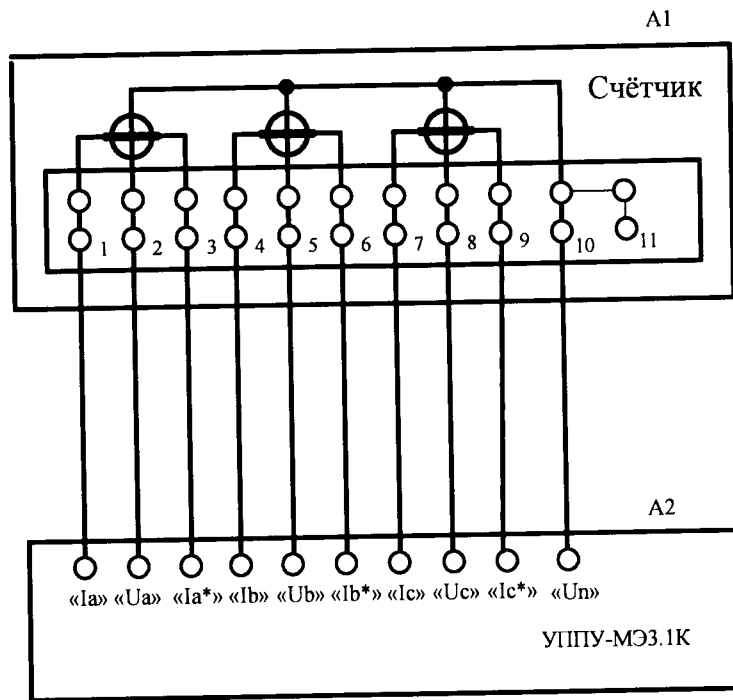 A1
Счётчик
1 2 3 4 5 6 7 8 9 10 11
A2
«Ia» «Ua» «Ia*» «Ib» «Ub» «Ib*» «Ic» «Uc» «Ic*» «Un»
УППУ-МЭ3.1К